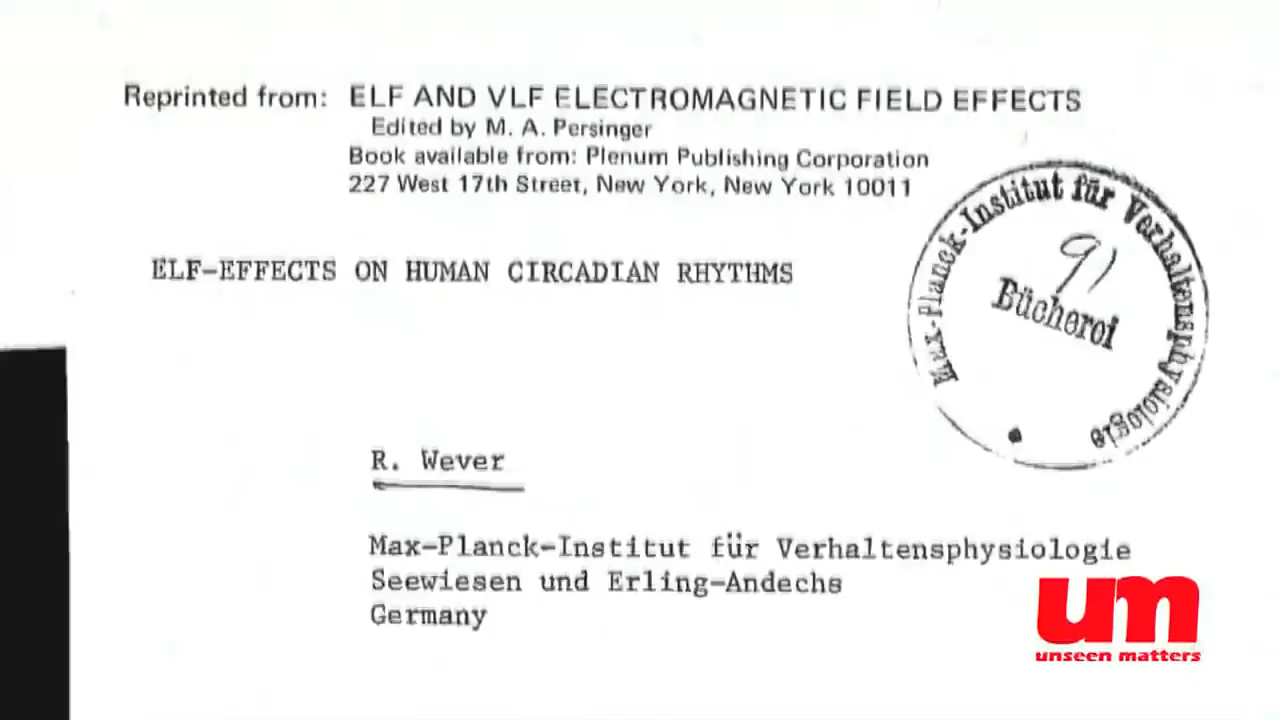 Reprinted from: ELF AND VLF ELECTROMAGNETIC FIELD EFFECTS
Edited by M. A. Persinger
Book available from: Plenum Publishing Corporation
227 West 17th Street, New York, New York 10011
Max-Planck-Institut für Verhaltensphysiologie
91
Bücherei
ELF-EFFECTS ON HUMAN CIRCADIAN RHYTHMS
R. Wever
Max-Planck-Institut für Verhaltensphysiologie
Seewiesen und Erling-Andechs
Germany
um
unseen matters